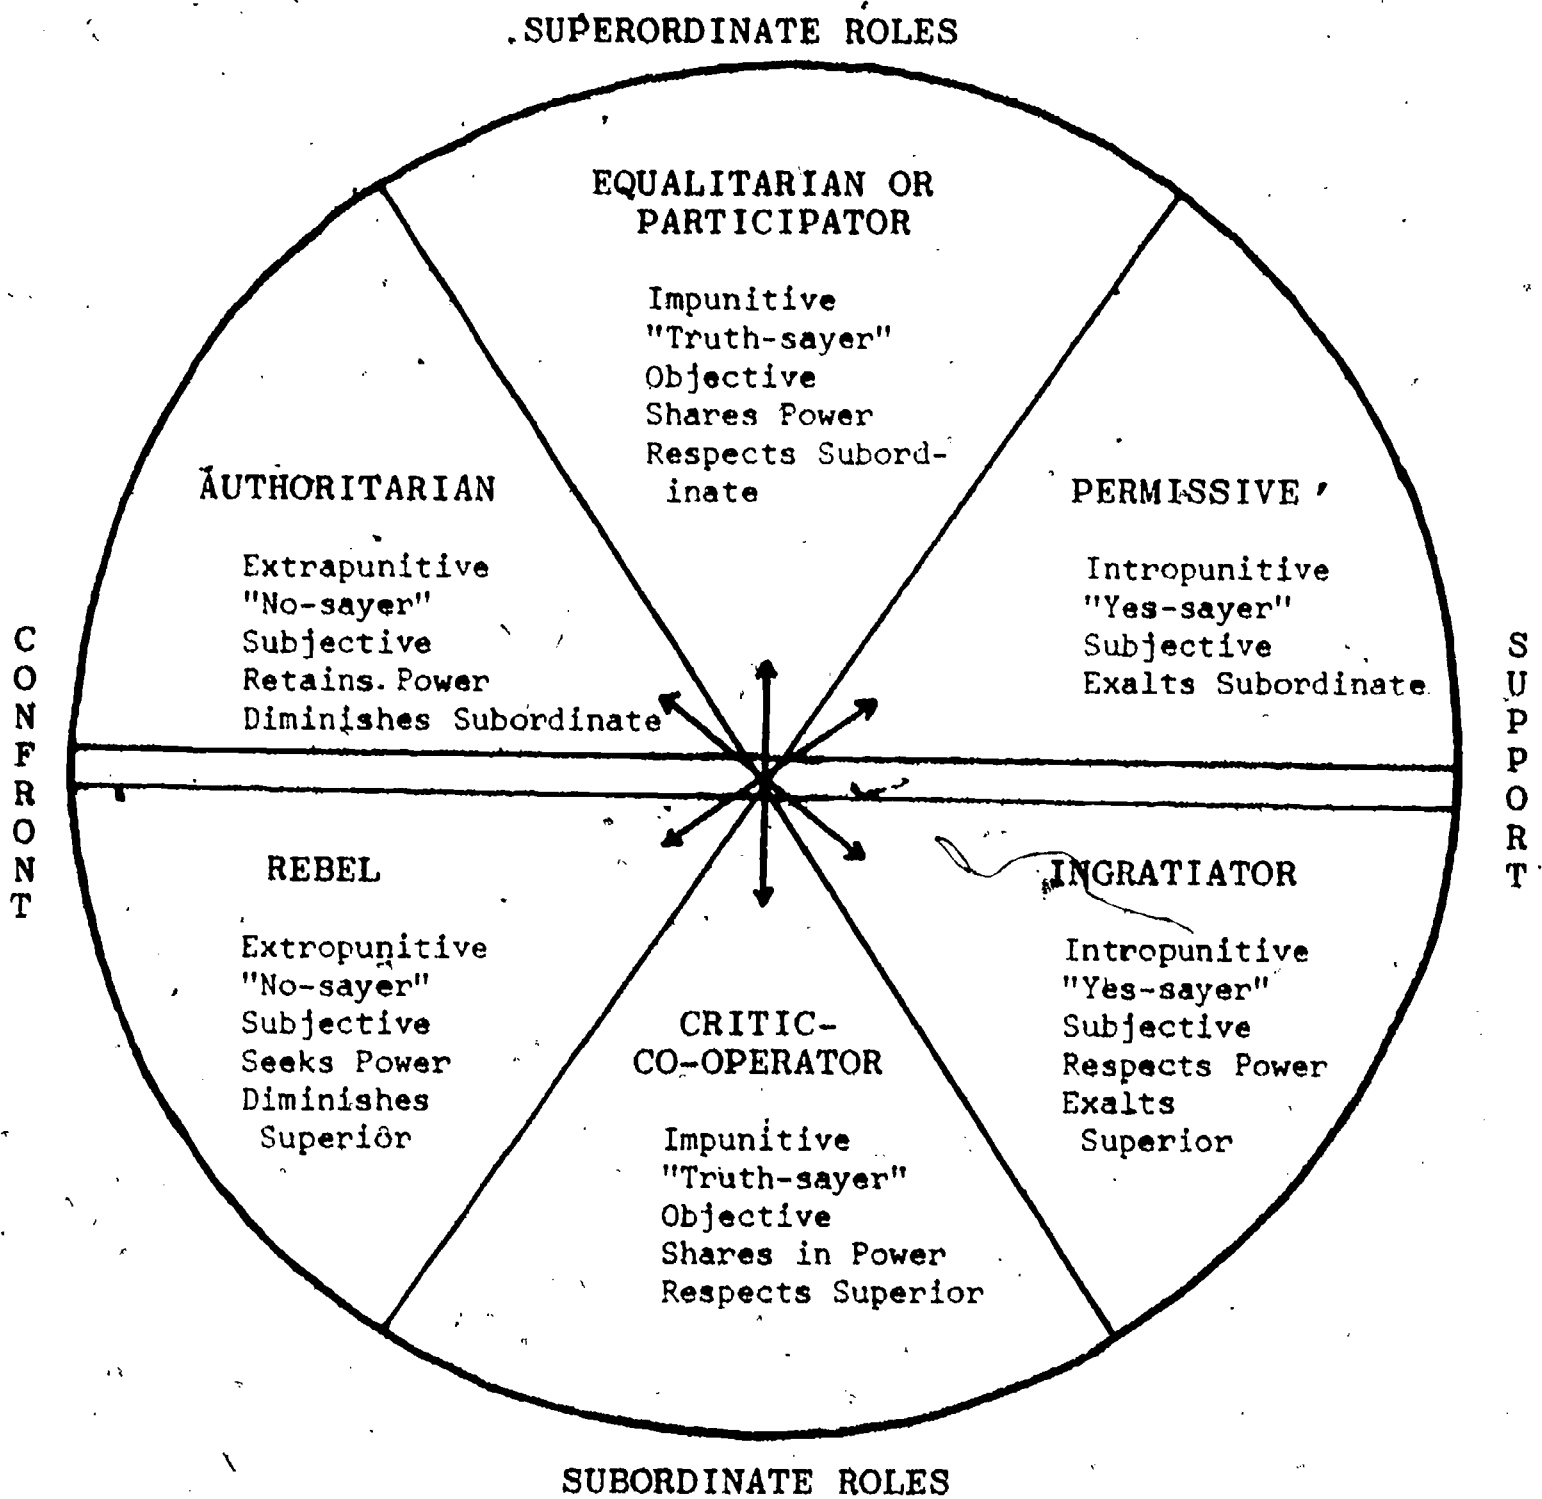 SUPERORDINATE ROLES
EQUALITARIAN OR
PARTICIPATOR
Impunitive
"Truth-sayer"
Objective
Shares Power
Respects Subord-
inate
AUTHORITARIAN
Extrapunitive
"No-sayer"
Subjective
Retains Power
Diminishes Subordinate
PERMISSIVE
Intropunitive
"Yes-sayer"
Subjective
Exalts Subordinate
CONFRONT
SUPPORT
REBEL
Extropunitive
"No-sayer"
Subjective
Seeks Power
Diminishes
Superior
CRITIC-
CO-OPERATOR
Impunitive
"Truth-sayer"
Objective
Shares in Power
Respects Superior
INGRATIATOR
Intropunitive
"Yes-sayer"
Subjective
Respects Power
Exalts
Superior
SUBORDINATE ROLES